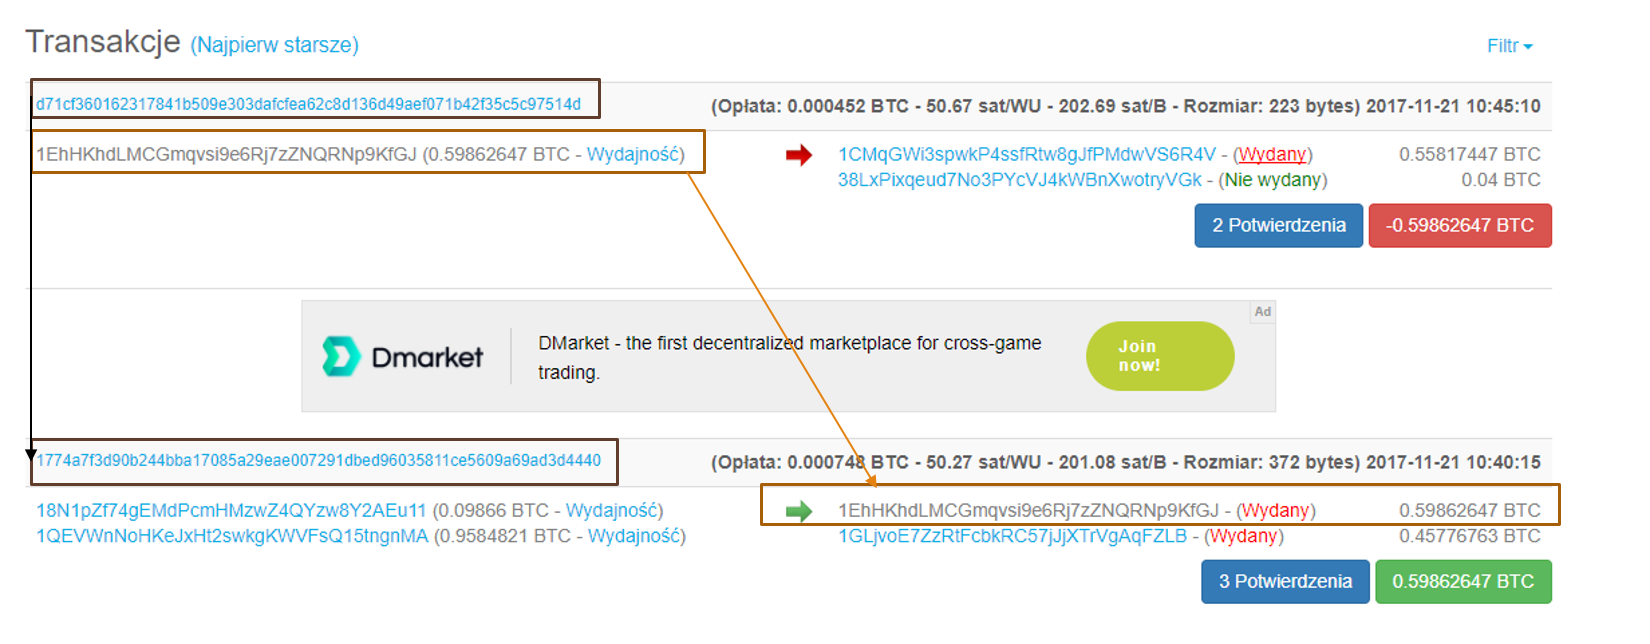 Transakcje (Najpierw starsze)
Filtr
d71cf360162317841b509e303dafcfea62c8d136d49aef071b42f35c5c97514d
(Opłata: 0.000452 BTC - 50.67 sat/WU - 202.69 sat/B - Rozmiar: 223 bytes) 2017-11-21 10:45:10
1EhHKhdLMCGmqvsi9e6Rj7zZNQRNp9KfGJ (0.59862647 BTC - Wydajność)
1CMqGWi3spwkP4ssfRtw8gJfPMdwVS6R4V - (Wydany) 0.55817447 BTC
38LxPixqeud7No3PYcVJ4kWBnXwotryVGk - (Nie wydany) 0.04 BTC
2 Potwierdzenia
-0.59862647 BTC
Ad
Dmarket
DMarket - the first decentralized marketplace for cross-game
trading.
Join
now!
1774a7f3d90b244bba17085a29eae007291dbed96035811ce5609a69ad3d4440
(Opłata: 0.000748 BTC - 50.27 sat/WU - 201.08 sat/B - Rozmiar: 372 bytes) 2017-11-21 10:40:15
18N1pZf74gEMdPcmHMzwZ4QYzw8Y2AEu11 (0.09866 BTC - Wydajność)
1QEVWnNoHKeJxHt2swkgKWVFsQ15tngnMA (0.9584821 BTC - Wydajność)
1EhHKhdLMCGmqvsi9e6Rj7zZNQRNp9KfGJ - (Wydany) 0.59862647 BTC
1GLjvoE7ZzRtFcbkRC57jJjXTrVgAqFZLB - (Wydany) 0.45776763 BTC
3 Potwierdzenia
0.59862647 BTC